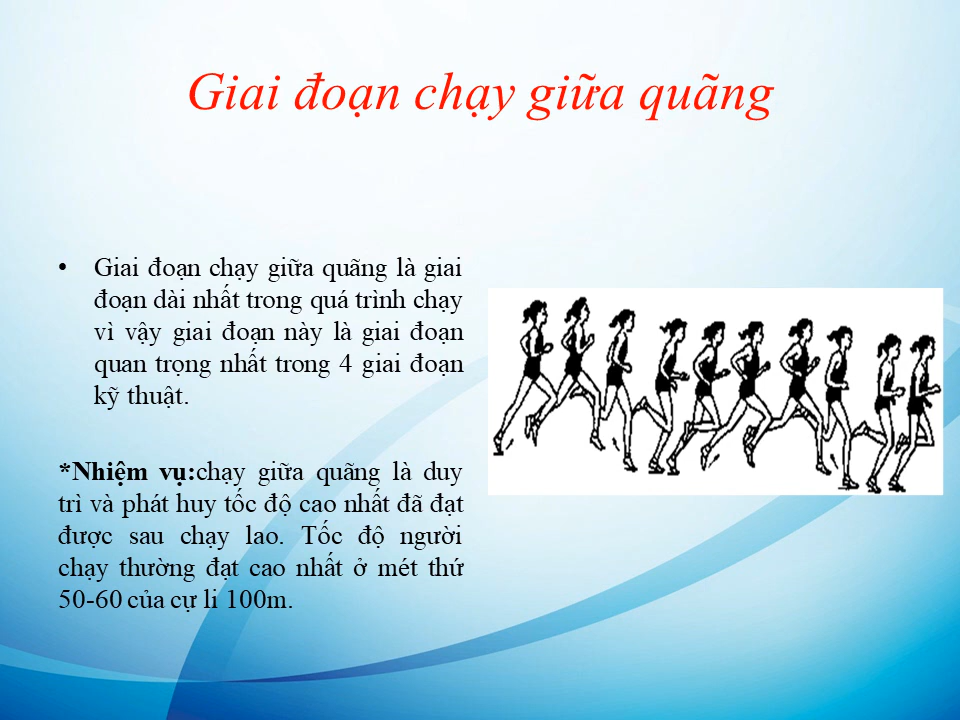 Giai đoạn chạy giữa quãng
• Giai đoạn chạy giữa quãng là giai
đoạn dài nhất trong quá trình chạy
vì vậy giai đoạn này là giai đoạn
quan trọng nhất trong 4 giai đoạn
kỹ thuật.
*Nhiệm vụ:chạy giữa quãng là duy
trì và phát huy tốc độ cao nhất đã đạt
được sau chạy lao. Tốc độ người
chạy thường đạt cao nhất ở mét thứ
50-60 của cự li 100m.